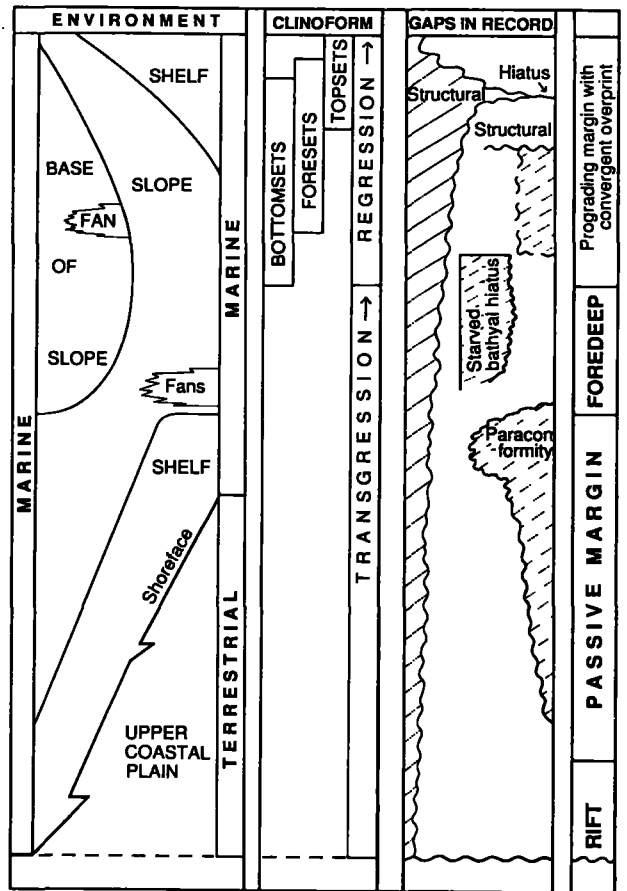 ENVIRONMENT
CLINOFORM
GAPS IN RECORD
MARINE
SHELF
BASE
SLOPE
FAN
OF
SLOPE
Fans
SHELF
Shoreface
UPPER
COASTAL
PLAIN
MARINE
TERRESTRIAL
BOTTOMSETS
FORESETS
TOPSETS
REGRESSION →
TRANSGRESSION →
Hiatus
Structural
Structural
Starved
bathyal hiatus
Paracon
formity
Prograding margin with
convergent overprint
FOREDEEP
PASSIVE MARGIN
RIFT